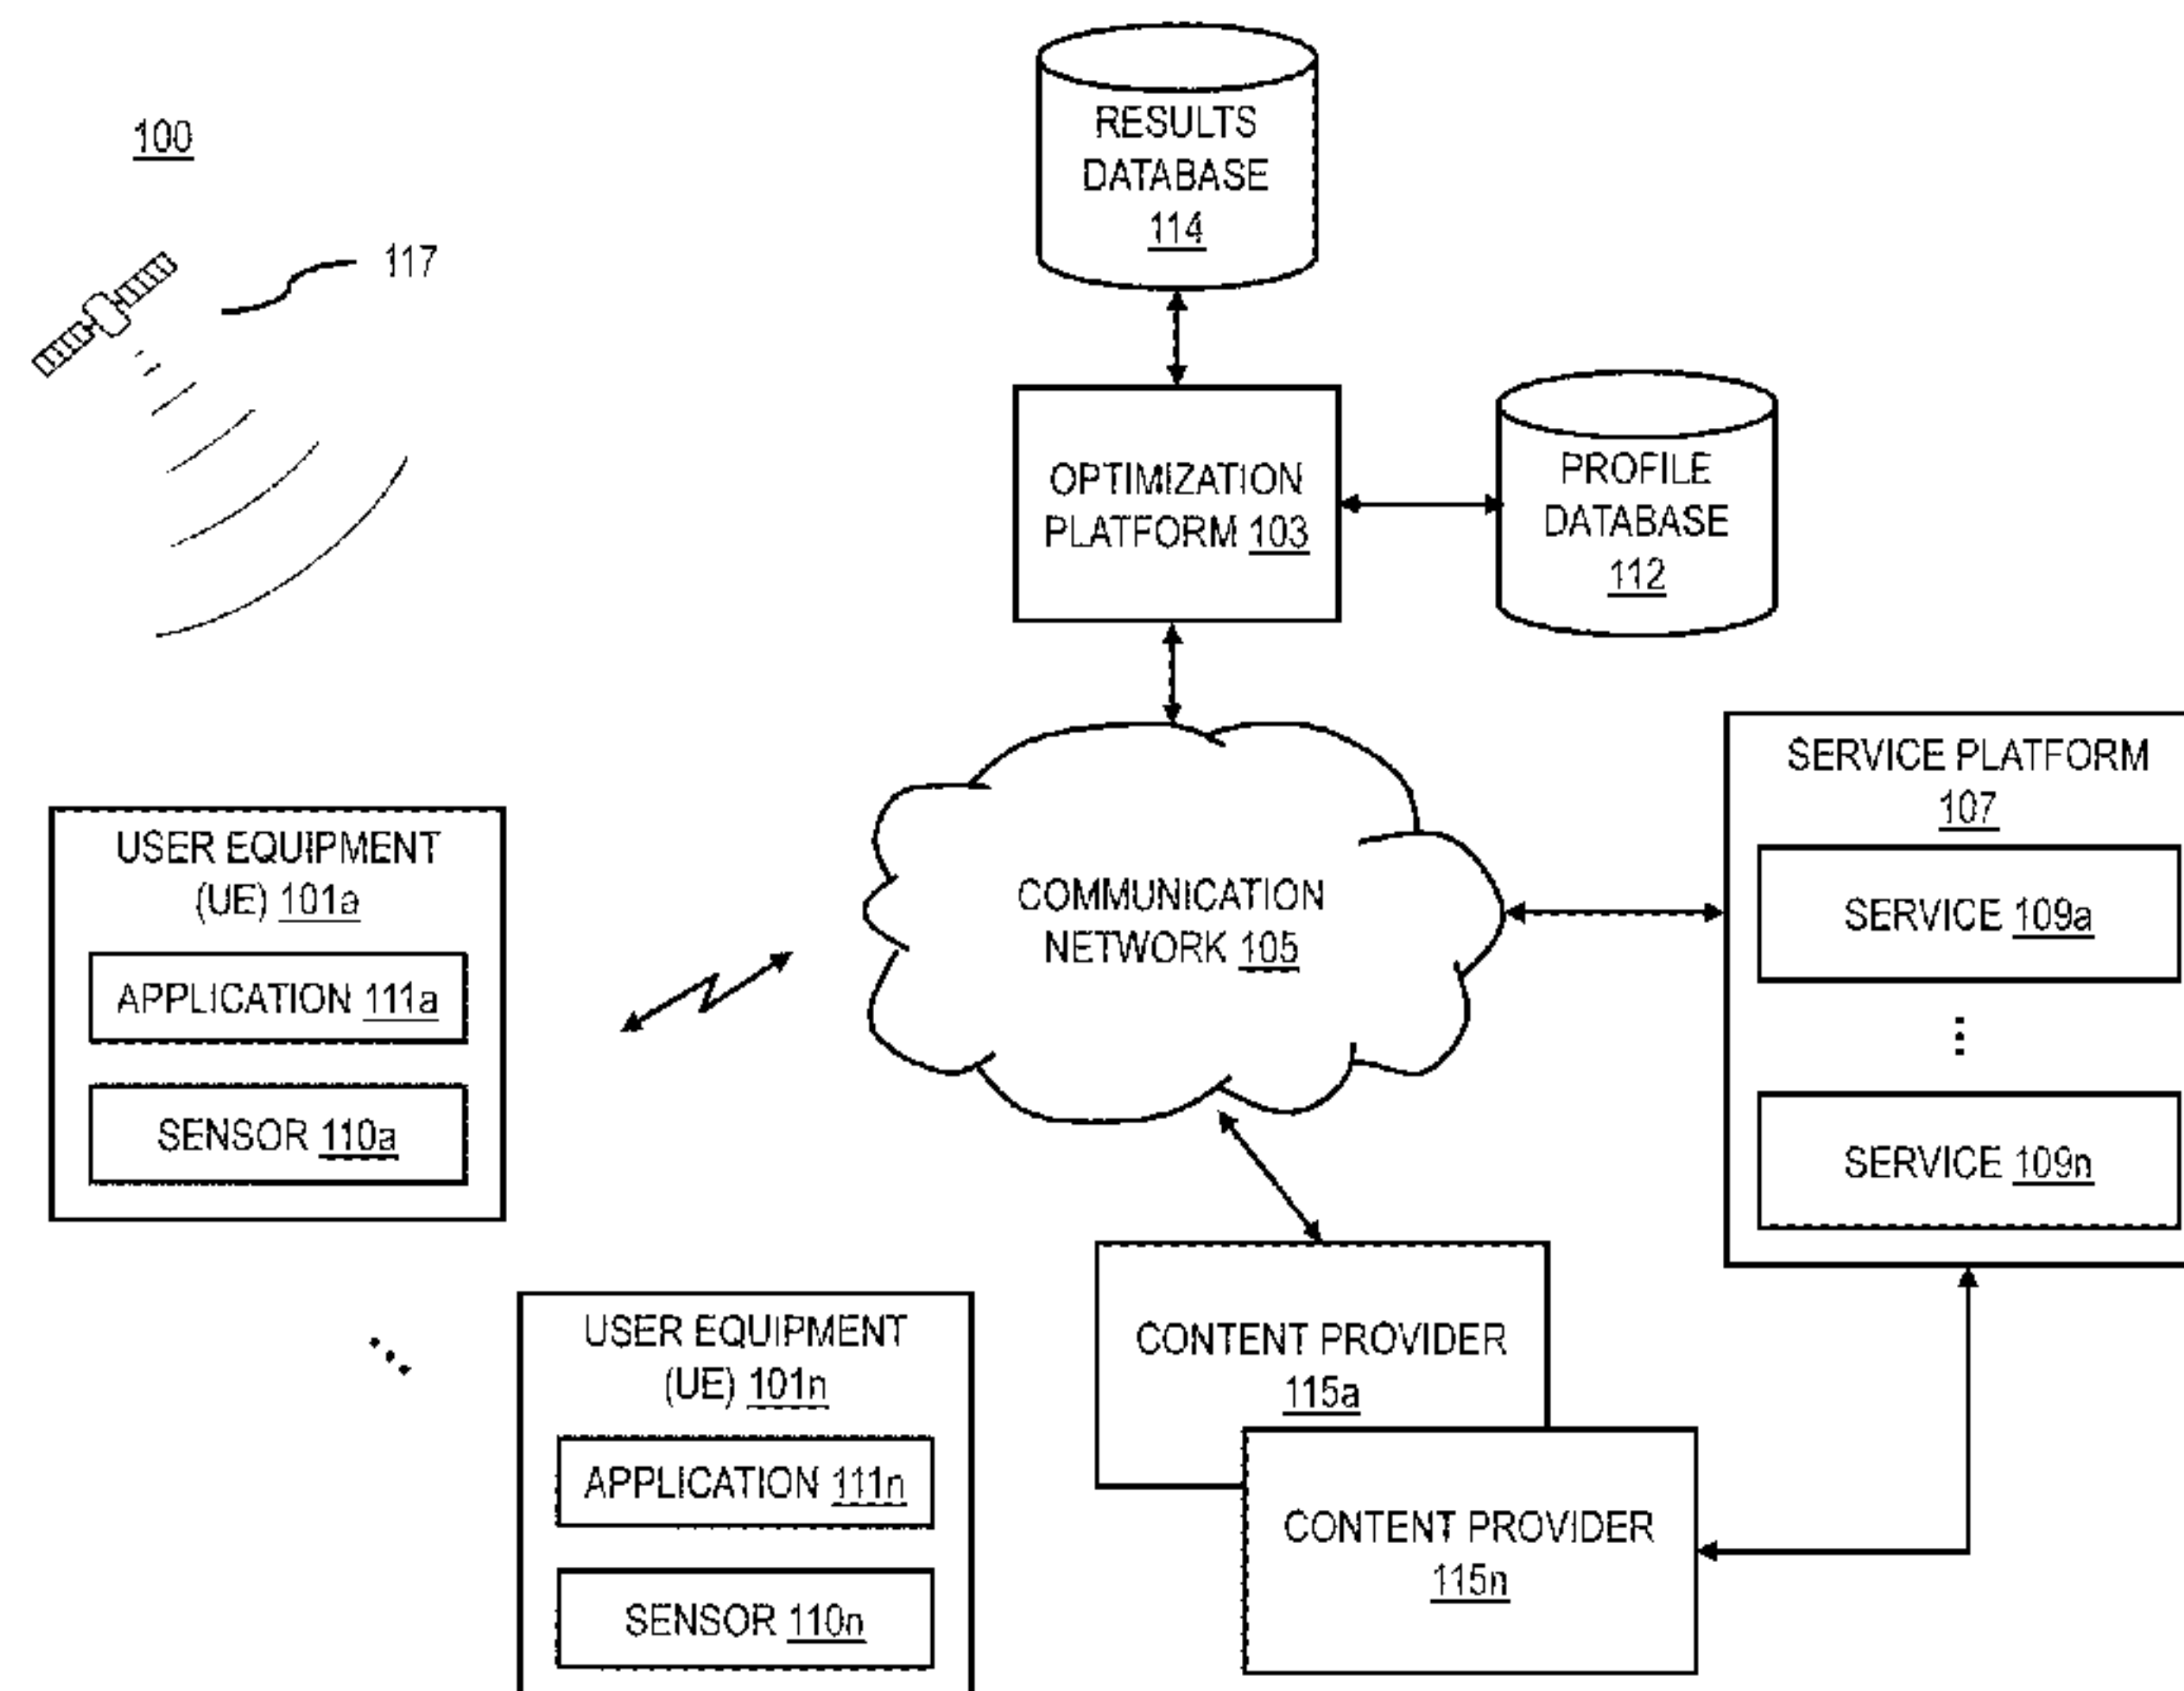 100
117
RESULTS
DATABASE
114
OPTIMIZATION
PLATFORM 103
PROFILE
DATABASE
112
COMMUNICATION
NETWORK 105
SERVICE PLATFORM
107
SERVICE 109a
SERVICE 109n
USER EQUIPMENT
(UE) 101a
APPLICATION 111a
SENSOR 110a
USER EQUIPMENT
(UE) 101n
APPLICATION 111n
SENSOR 110n
CONTENT PROVIDER
115a
CONTENT PROVIDER
115n